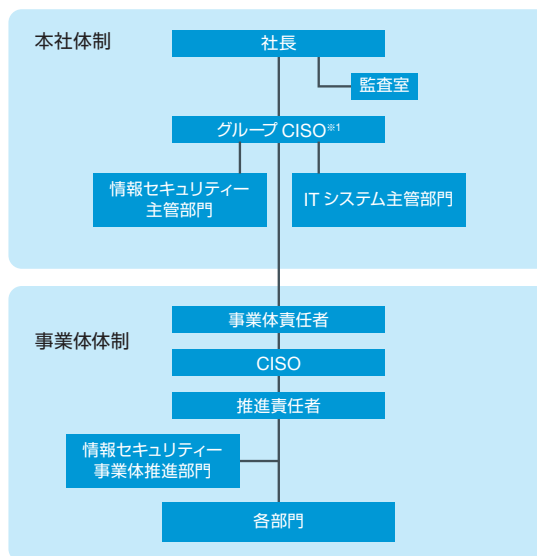 本社体制
社長
監査室
グループ CISO※1
情報セキュリティー
主管部門
IT システム主管部門
事業体体制
事業体責任者
CISO
推進責任者
情報セキュリティー
事業体推進部門
各部門